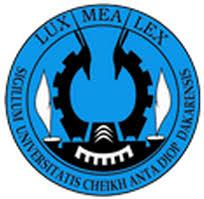 LUX MEA LEX
SIGILLUM UNIVERSITATIS CHEIKH ANTA DIOP DAKARENSIS